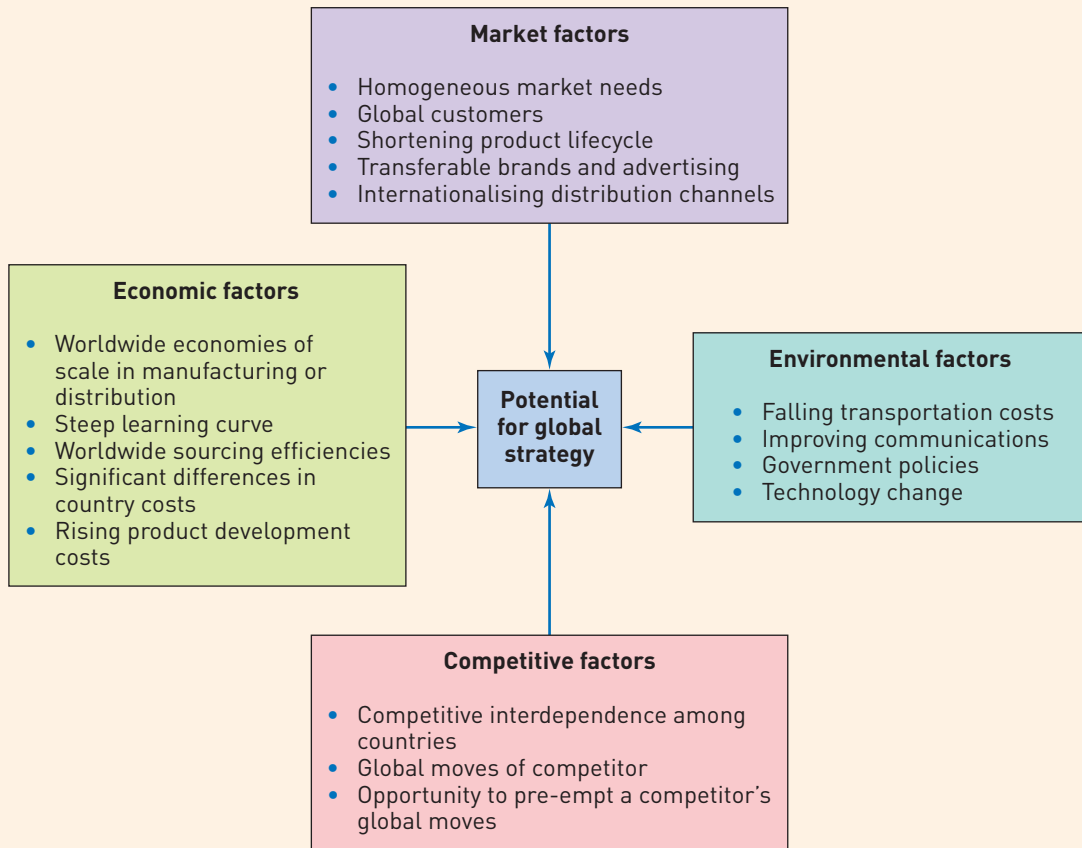 Market factors
• Homogeneous market needs
• Global customers
• Shortening product lifecycle
• Transferable brands and advertising
• Internationalising distribution channels
Economic factors
• Worldwide economies of
scale in manufacturing or
distribution
• Steep learning curve
• Worldwide sourcing efficiencies
• Significant differences in
country costs
• Rising product development
costs
Potential
for global
strategy
Environmental factors
• Falling transportation costs
• Improving communications
• Government policies
• Technology change
Competitive factors
• Competitive interdependence among
countries
• Global moves of competitor
• Opportunity to pre-empt a competitor’s
global moves